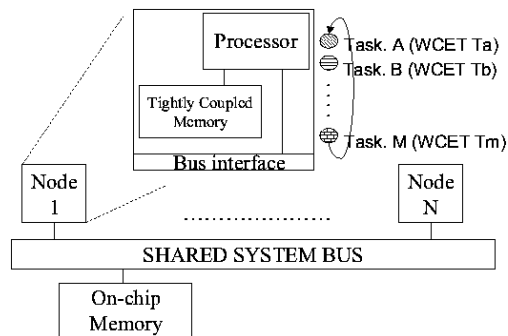 Processor
Task. A (WCET Ta)
Task. B (WCET Tb)
Tightly Coupled
Memory
Task. M (WCET Tm)
Bus interface
Node
1
Node
N
SHARED SYSTEM BUS
On-chip
Memory